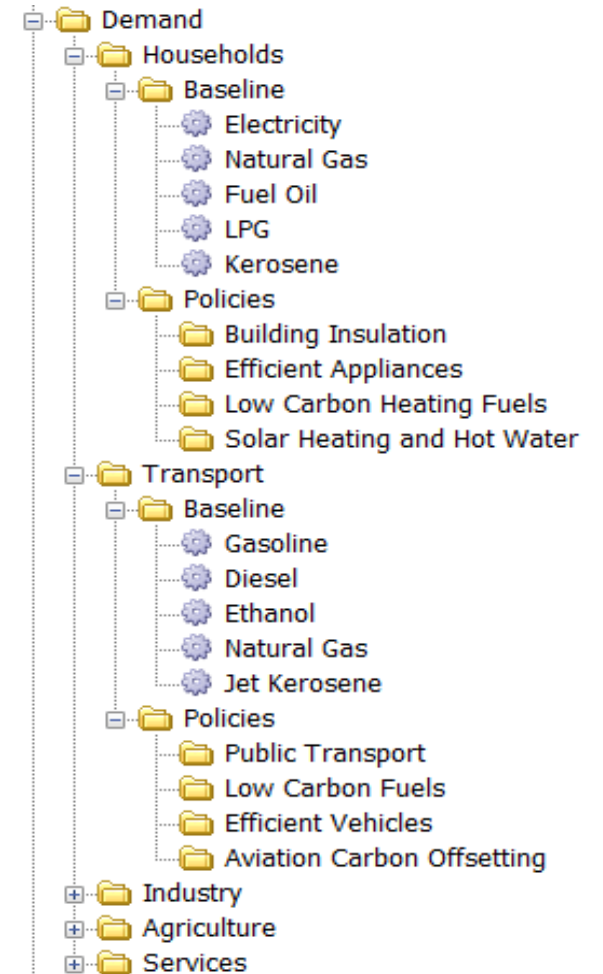 Demand
Households
Baseline
Electricity
Natural Gas
Fuel Oil
LPG
Kerosene
Policies
Building Insulation
Efficient Appliances
Low Carbon Heating Fuels
Solar Heating and Hot Water
Transport
Baseline
Gasoline
Diesel
Ethanol
Natural Gas
Jet Kerosene
Policies
Public Transport
Low Carbon Fuels
Efficient Vehicles
Aviation Carbon Offsetting
Industry
Agriculture
Services